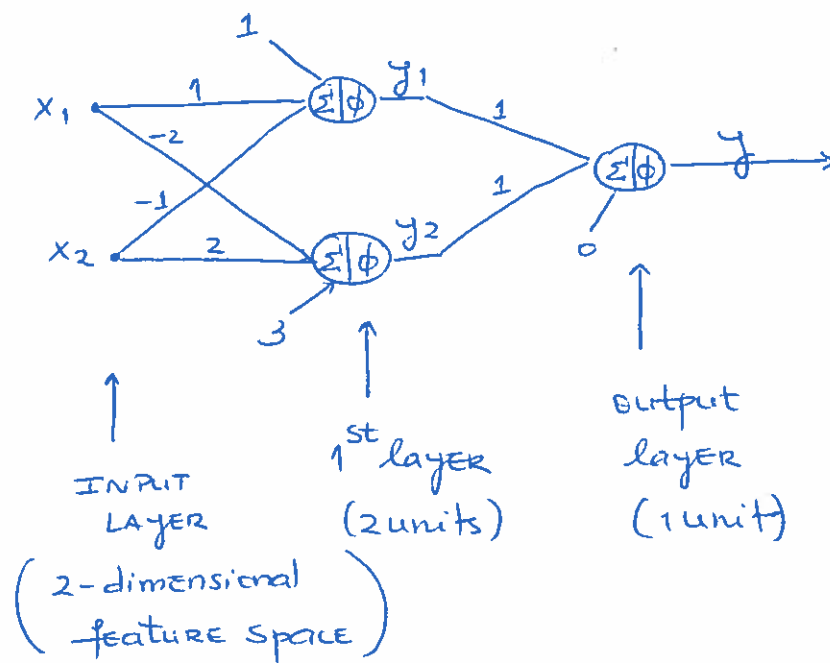 1
x1
1
Σ|φ
y1
1
-2
-1
Σ|φ
y
x2
2
Σ|φ
y2
1
0
3
INPUT
LAYER
(2-dimensional
feature space)
1st layer
(2 units)
output
layer
(1 unit)